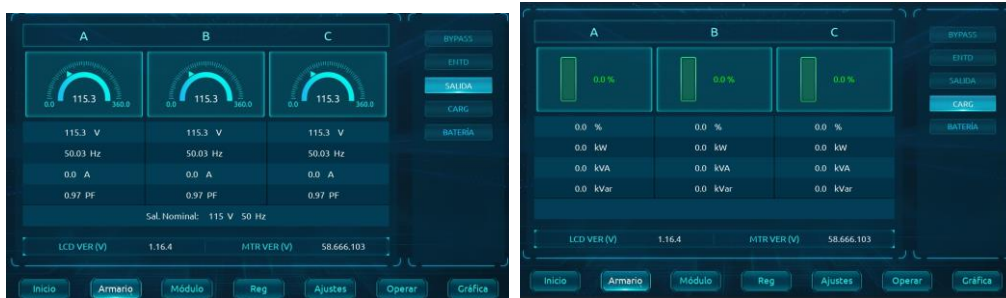 A B C
BYPASS
ENTD
SALIDA
CARG
BATERÍA
0.0 115.3 360.0 0.0 115.3 360.0 0.0 115.3 360.0
115.3 V 115.3 V 115.3 V
50.03 Hz 50.03 Hz 50.03 Hz
0.0 A 0.0 A 0.0 A
0.97 PF 0.97 PF 0.97 PF
Sal. Nominal: 115 V 50 Hz
LCD VER (V) 1.16.4 MTR VER (V) 58.666.103
Inicio Armario Módulo Reg Ajustes Operar Gráfica
A B C
BYPASS
ENTD
SALIDA
CARG
BATERÍA
0.0 % 0.0 % 0.0 %
0.0 % 0.0 % 0.0 %
0.0 kW 0.0 kW 0.0 kW
0.0 kVA 0.0 kVA 0.0 kVA
0.0 kVar 0.0 kVar 0.0 kVar
LCD VER (V) 1.16.4 MTR VER (V) 58.666.103
Inicio Armario Módulo Reg Ajustes Operar Gráfica